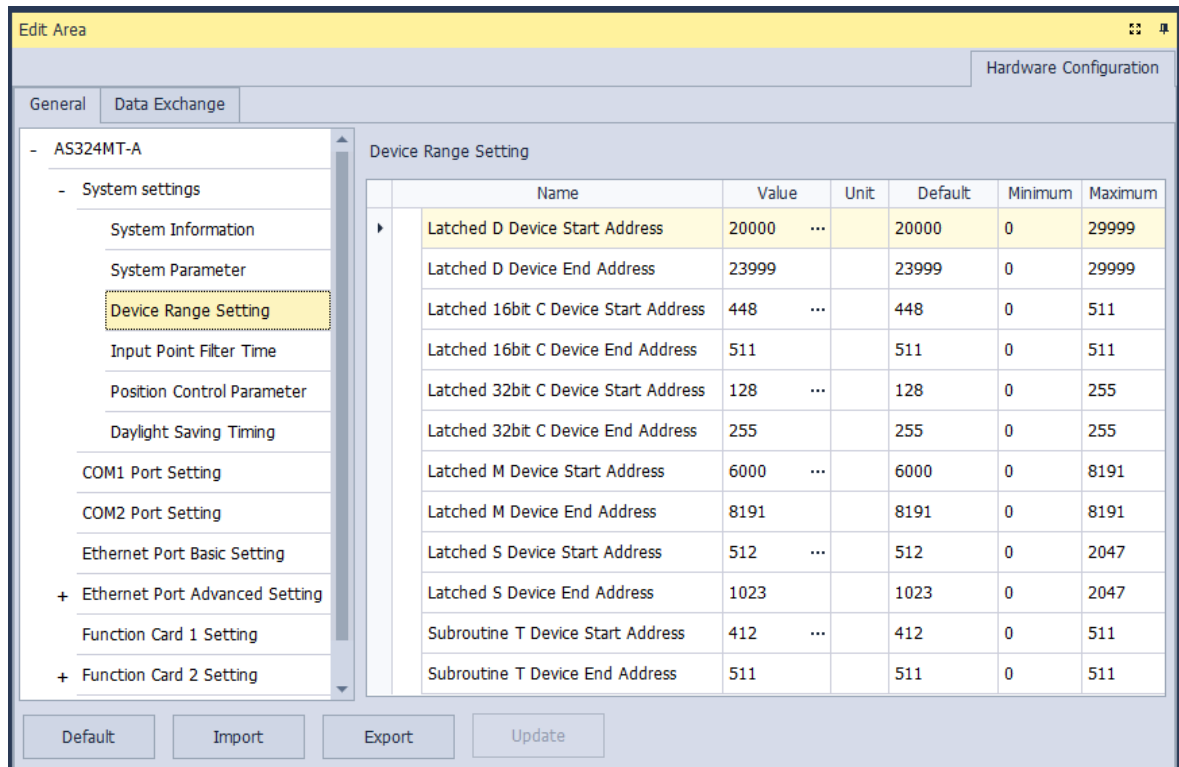 Edit Area
Hardware Configuration
General Data Exchange
- AS324MT-A
- System settings
System Information
System Parameter
Device Range Setting
Input Point Filter Time
Position Control Parameter
Daylight Saving Timing
COM1 Port Setting
COM2 Port Setting
Ethernet Port Basic Setting
+ Ethernet Port Advanced Setting
Function Card 1 Setting
+ Function Card 2 Setting
Device Range Setting
Name Value Unit Default Minimum Maximum
Latched D Device Start Address 20000 ... 20000 0 29999
Latched D Device End Address 23999 23999 0 29999
Latched 16bit C Device Start Address 448 ... 448 0 511
Latched 16bit C Device End Address 511 511 0 511
Latched 32bit C Device Start Address 128 ... 128 0 255
Latched 32bit C Device End Address 255 255 0 255
Latched M Device Start Address 6000 ... 6000 0 8191
Latched M Device End Address 8191 8191 0 8191
Latched S Device Start Address 512 ... 512 0 2047
Latched S Device End Address 1023 1023 0 2047
Subroutine T Device Start Address 412 ... 412 0 511
Subroutine T Device End Address 511 511 0 511
Default Import Export Update